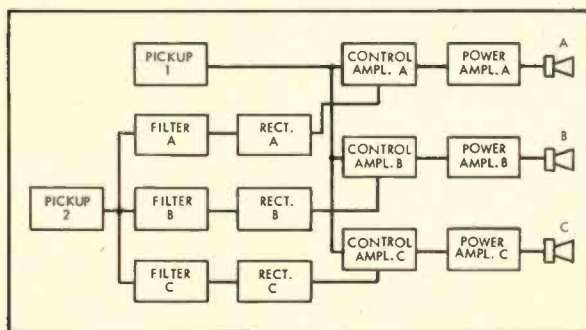 PICKUP
1
CONTROL
AMPL. A
POWER
AMPL. A
A
FILTER
A
RECT.
A
CONTROL
AMPL. B
POWER
AMPL. B
B
PICKUP
2
FILTER
B
RECT.
B
CONTROL
AMPL. C
POWER
AMPL. C
C
FILTER
C
RECT.
C